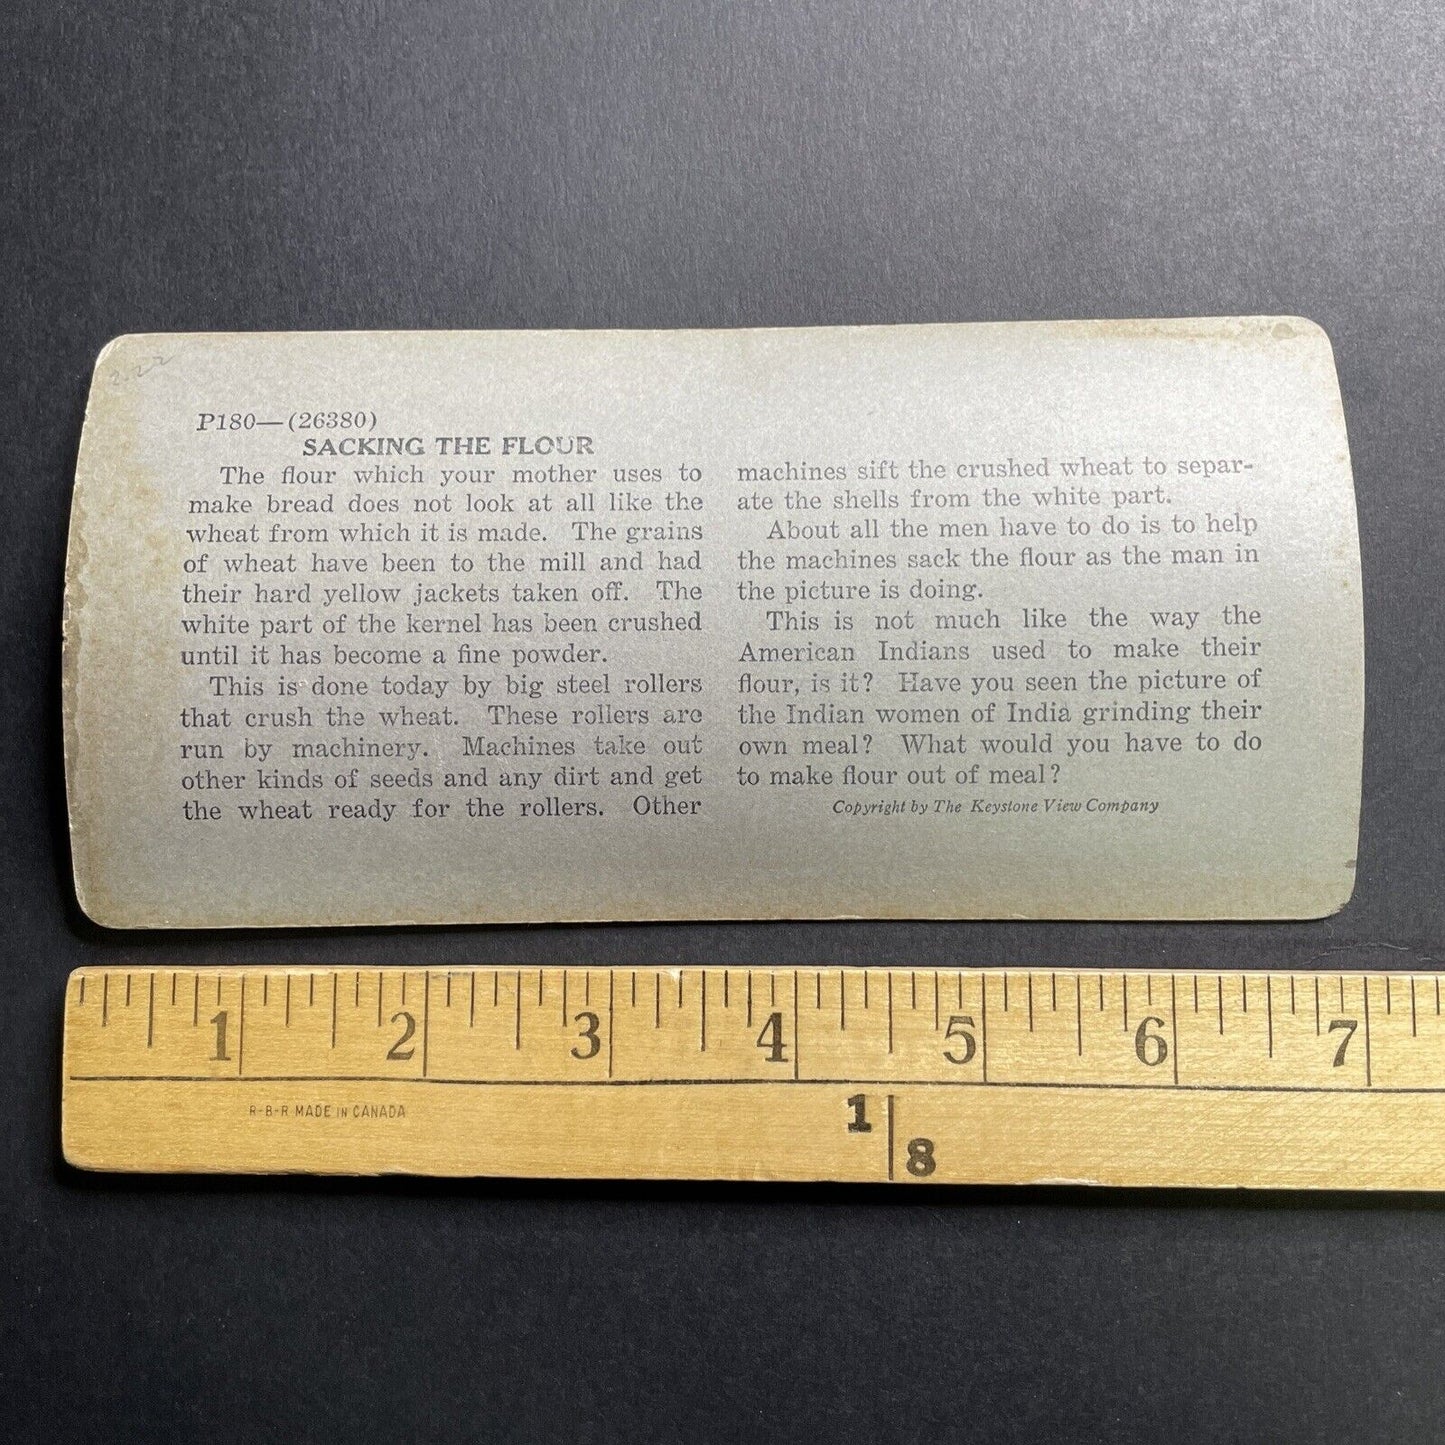 2.22
P180—(26380)
SACKING THE FLOUR
The flour which your mother uses to
make bread does not look at all like the
wheat from which it is made. The grains
of wheat have been to the mill and had
their hard yellow jackets taken off. The
white part of the kernel has been crushed
until it has become a fine powder.
This is done today by big steel rollers
that crush the wheat. These rollers are
run by machinery. Machines take out
other kinds of seeds and any dirt and get
the wheat ready for the rollers. Other
machines sift the crushed wheat to separ-
ate the shells from the white part.
About all the men have to do is to help
the machines sack the flour as the man in
the picture is doing.
This is not much like the way the
American Indians used to make their
flour, is it? Have you seen the picture of
the Indian women of India grinding their
own meal? What would you have to do
to make flour out of meal?
Copyright by The Keystone View Company
1 2 3 4 5 6 7
R-B-R MADE IN CANADA
1
8